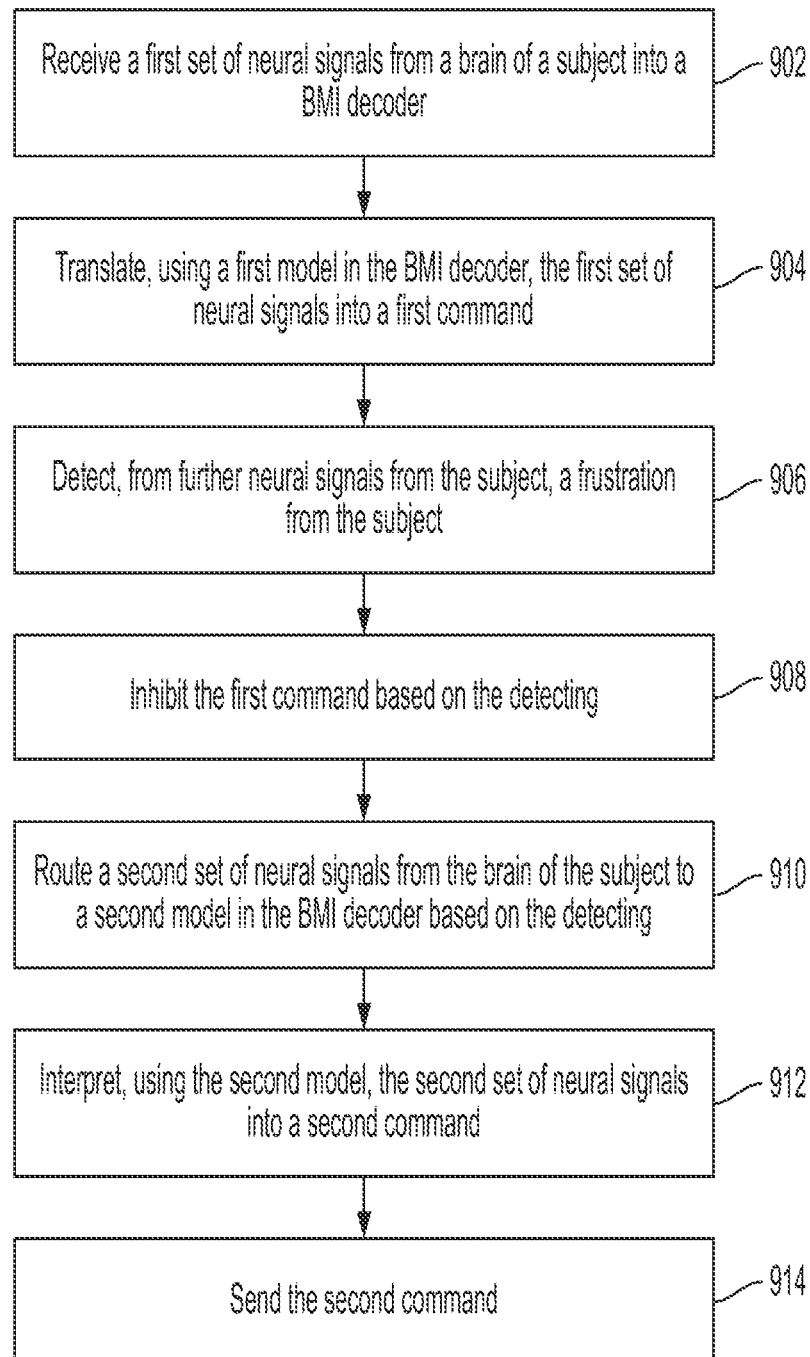 Receive a first set of neural signals from a brain of a subject into a
BMI decoder
902
Translate, using a first model in the BMI decoder, the first set of
neural signals into a first command
904
Detect, from further neural signals from the subject, a frustration
from the subject
906
Inhibit the first command based on the detecting
908
Route a second set of neural signals from the brain of the subject to
a second model in the BMI decoder based on the detecting
910
Interpret, using the second model, the second set of neural signals
into a second command
912
Send the second command
914